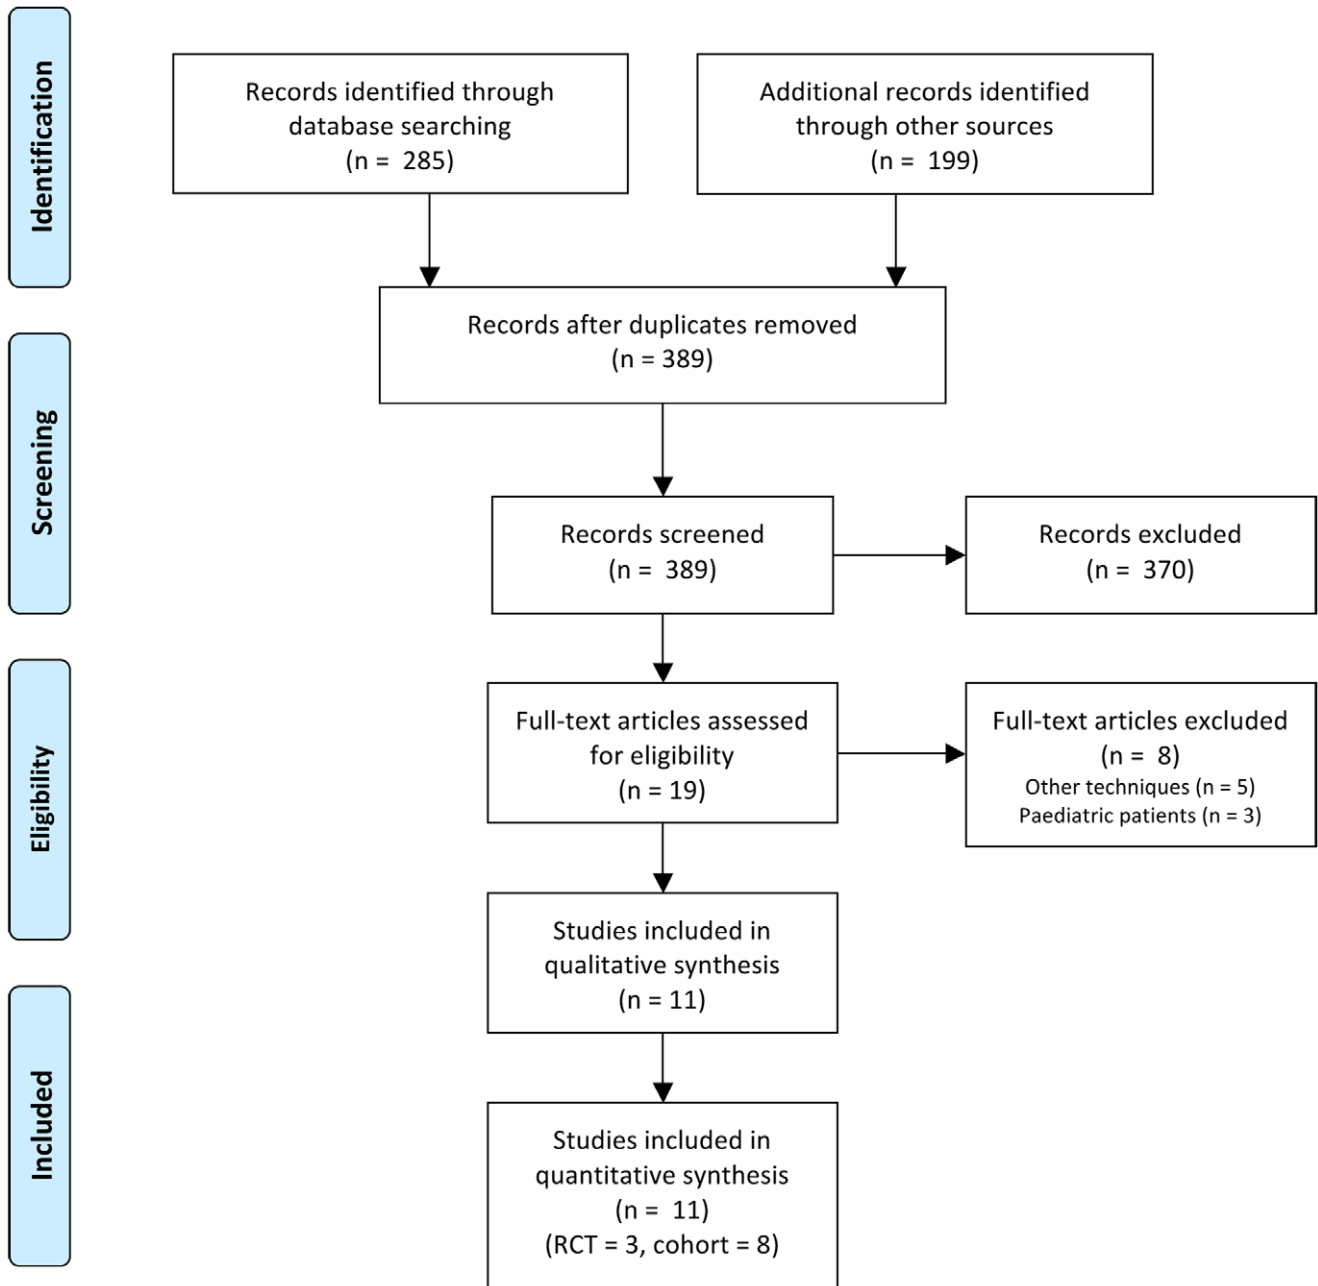 Identification
Records identified through
database searching
(n =  285)
Additional records identified
through other sources
(n =  199)
Records after duplicates removed
(n = 389)
Screening
Records screened
(n =  389)
Records excluded
(n =  370)
Eligibility
Full-text articles assessed
for eligibility
(n = 19)
Full-text articles excluded
(n =  8)
Other techniques (n = 5)
Paediatric patients (n = 3)
Studies included in
qualitative synthesis
(n = 11)
Included
Studies included in
quantitative synthesis
(n =  11)
(RCT = 3, cohort = 8)